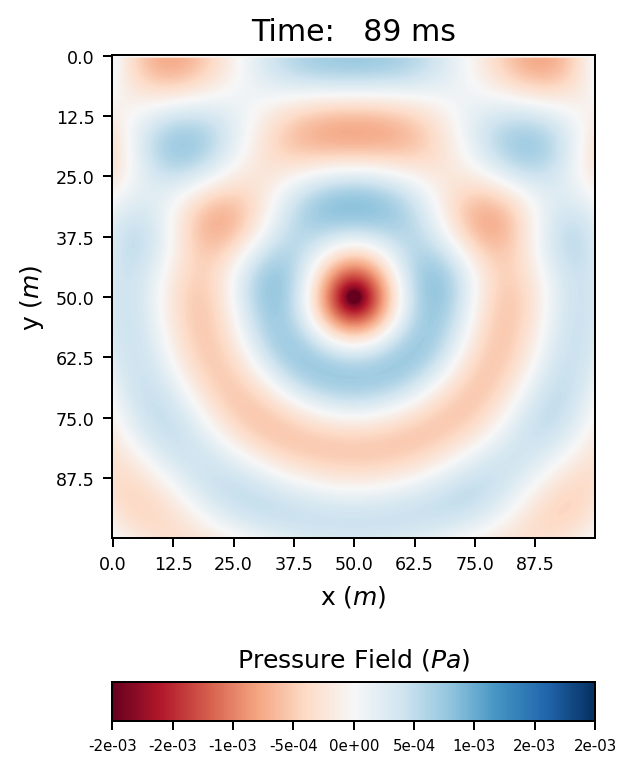 Time:   89 ms
0.0
12.5
25.0
37.5
50.0
62.5
75.0
87.5
y (m)
0.0 12.5 25.0 37.5 50.0 62.5 75.0 87.5
x (m)
Pressure Field (Pa)
-2e-03 -2e-03 -1e-03 -5e-04 0e+00 5e-04 1e-03 2e-03 2e-03